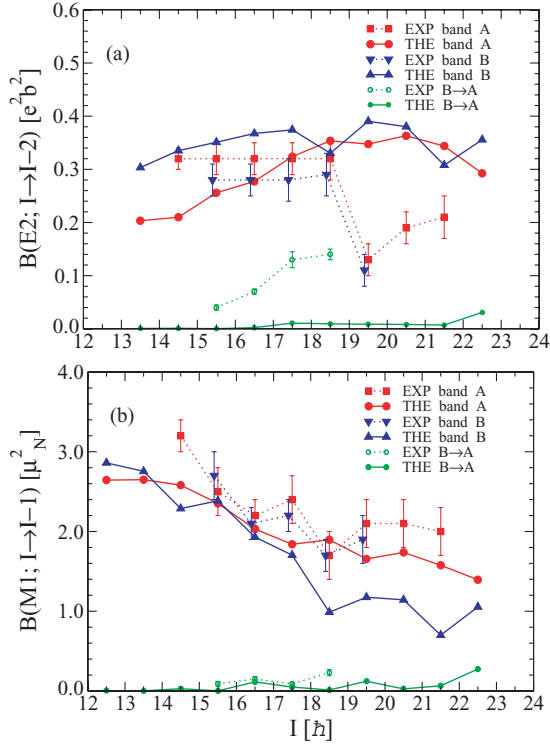 0.6
0.5
0.4
0.3
0.2
0.1
0.0
B(E2; I→I−2) [e²b²]
(a)
EXP band A
THE band A
EXP band B
THE band B
EXP B→A
THE B→A
12 13 14 15 16 17 18 19 20 21 22 23 24
4.0
3.0
2.0
1.0
0.0
B(M1; I→I−1) [μ²_N]
(b)
EXP band A
THE band A
EXP band B
THE band B
EXP B→A
THE B→A
12 13 14 15 16 17 18 19 20 21 22 23 24
I [ħ]